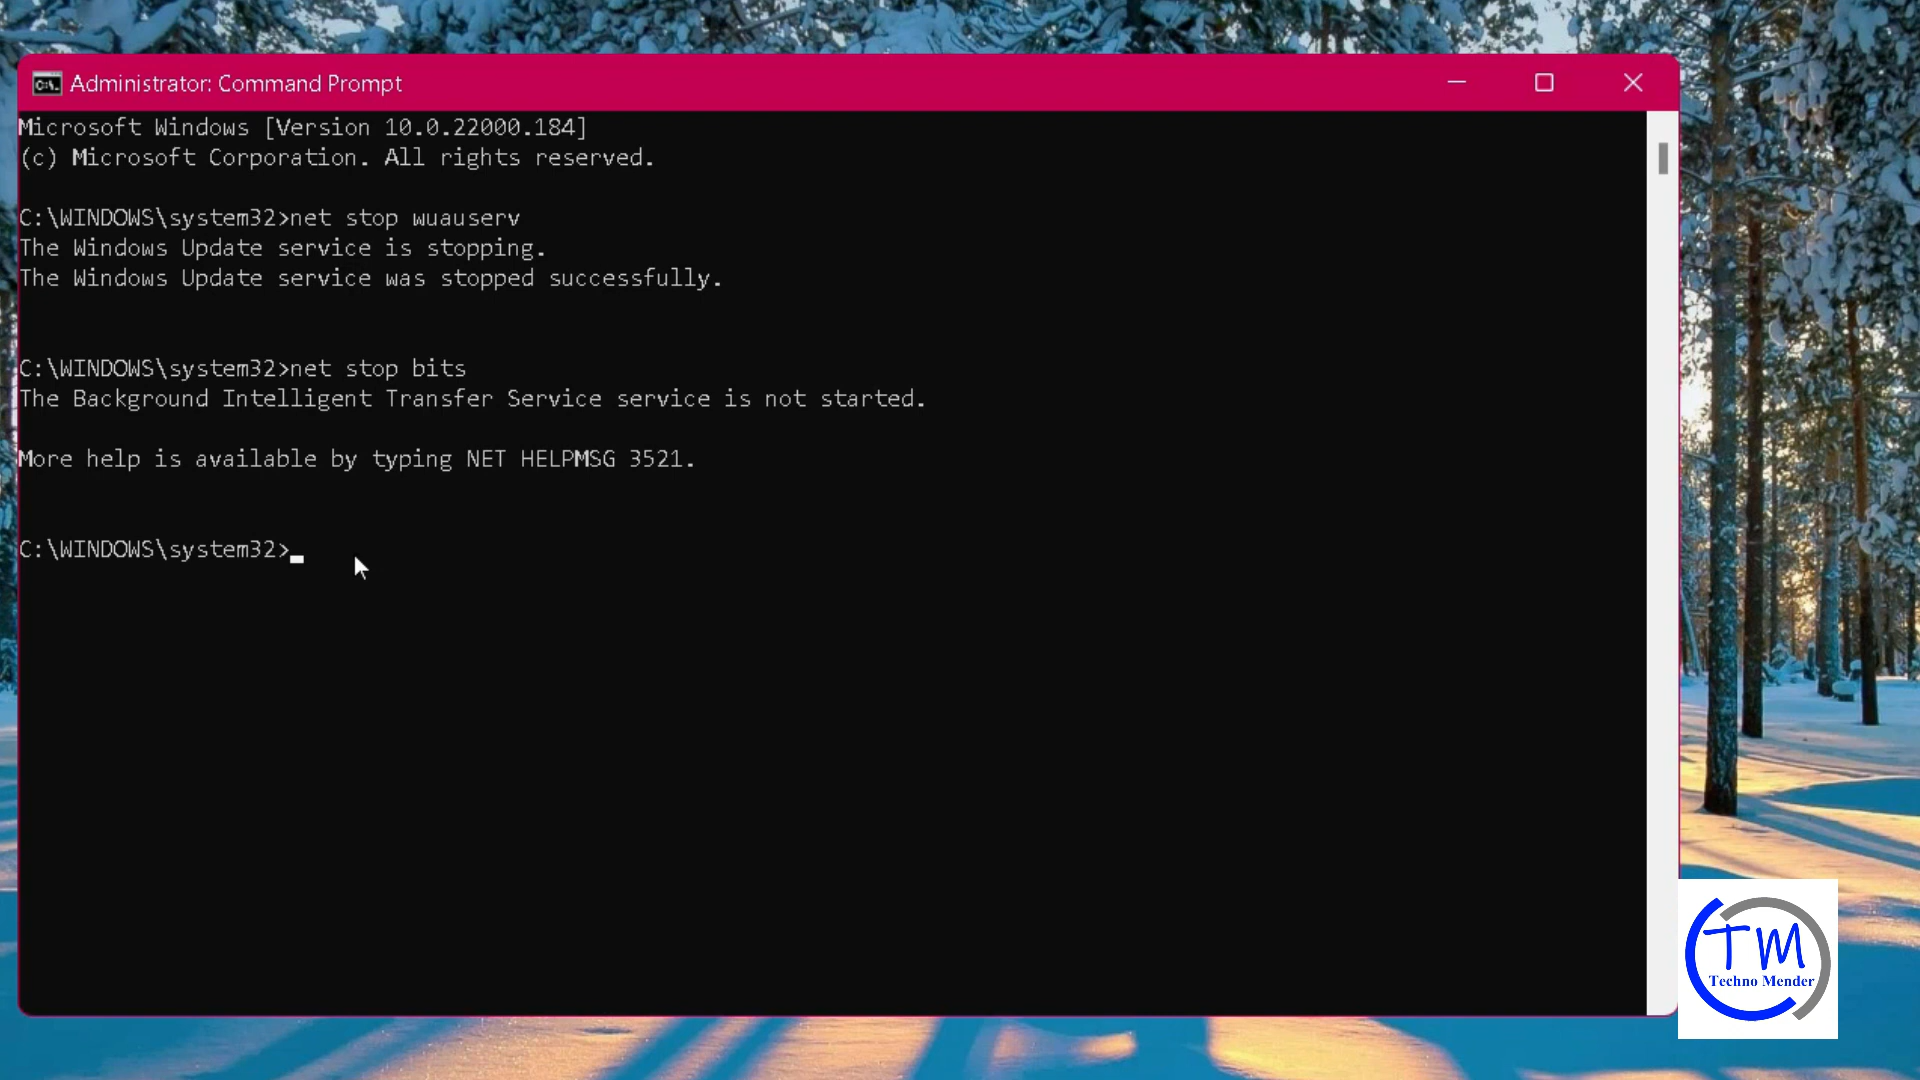 Administrator: Command Prompt
Microsoft Windows [Version 10.0.22000.184]
(c) Microsoft Corporation. All rights reserved.
C:\WINDOWS\system32>net stop wuauserv
The Windows Update service is stopping.
The Windows Update service was stopped successfully.
C:\WINDOWS\system32>net stop bits
The Background Intelligent Transfer Service service is not started.
More help is available by typing NET HELPMSG 3521.
C:\WINDOWS\system32>
TM
Techno Mender